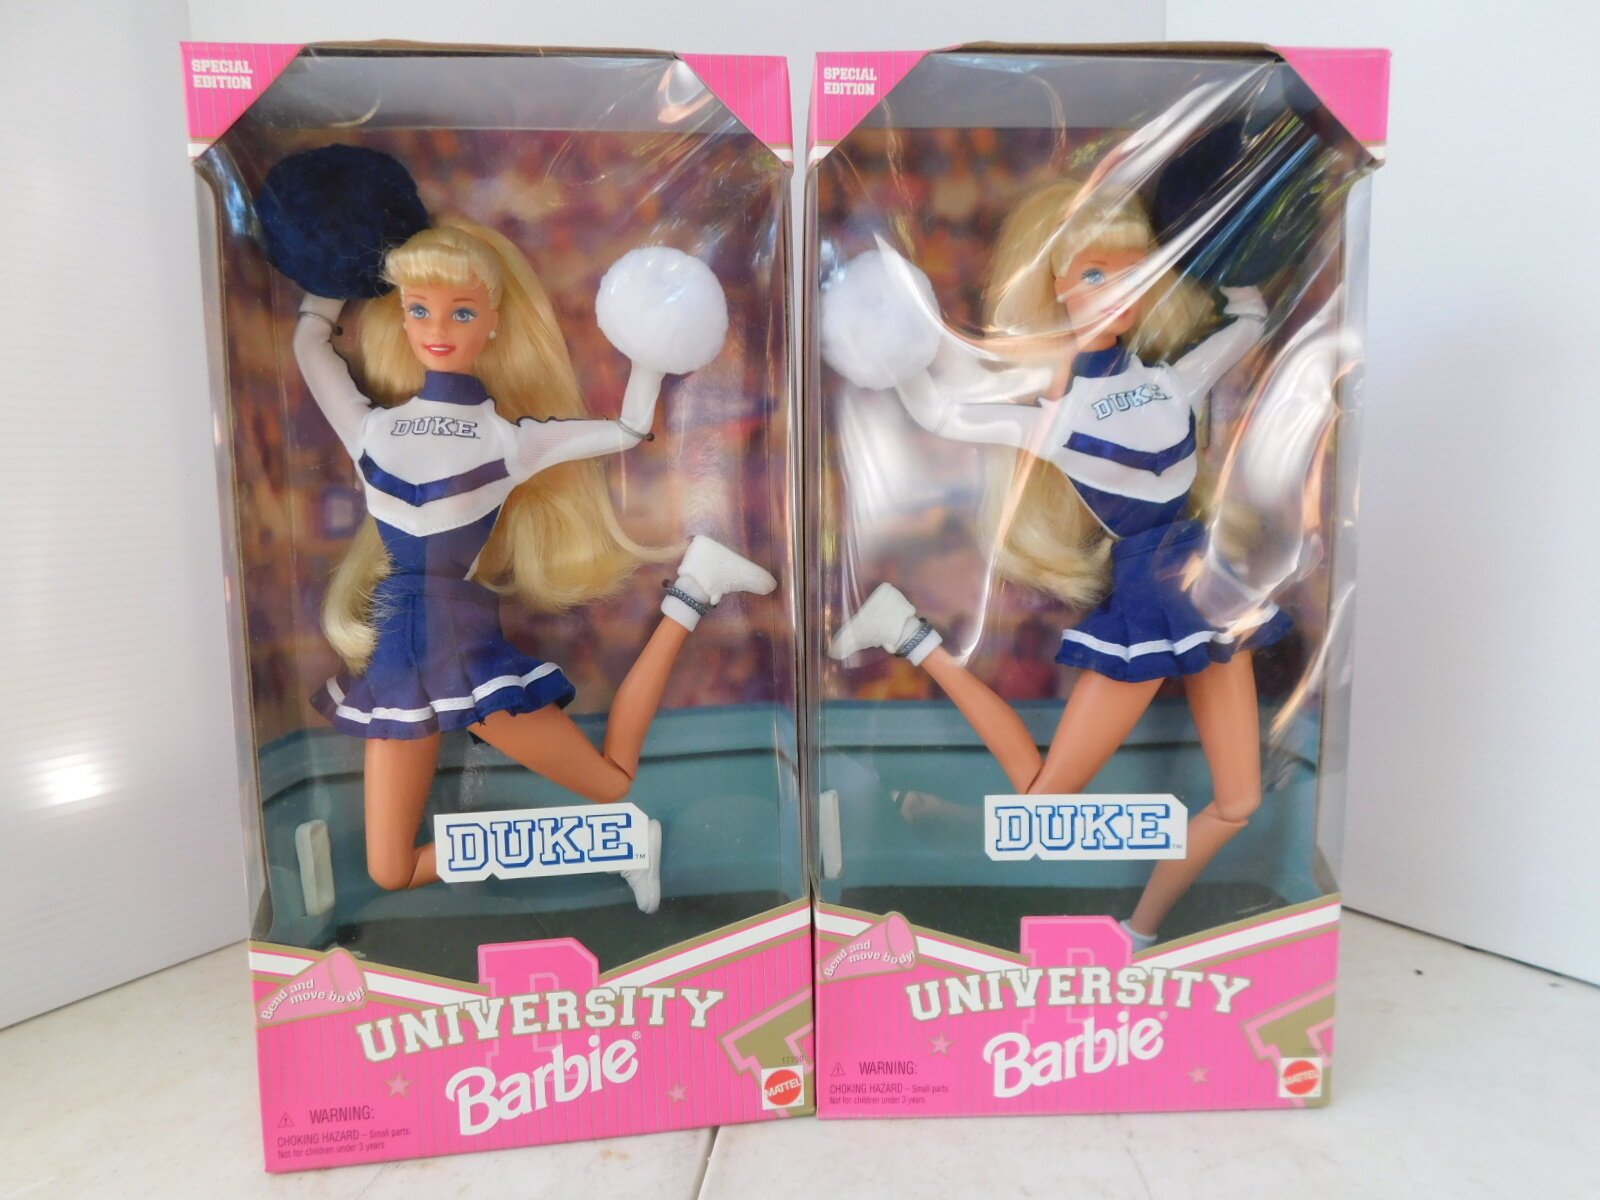 SPECIAL
EDITION
DUKE
DUKE™
Bend and
move body!
UNIVERSITY
Barbie®
WARNING:
CHOKING HAZARD – Small parts.
Not for children under 3 years.
MATTEL
SPECIAL
EDITION
DUKE
DUKE™
Bend and
move body!
UNIVERSITY
Barbie®
WARNING:
CHOKING HAZARD – Small parts.
Not for children under 3 years.
MATTEL